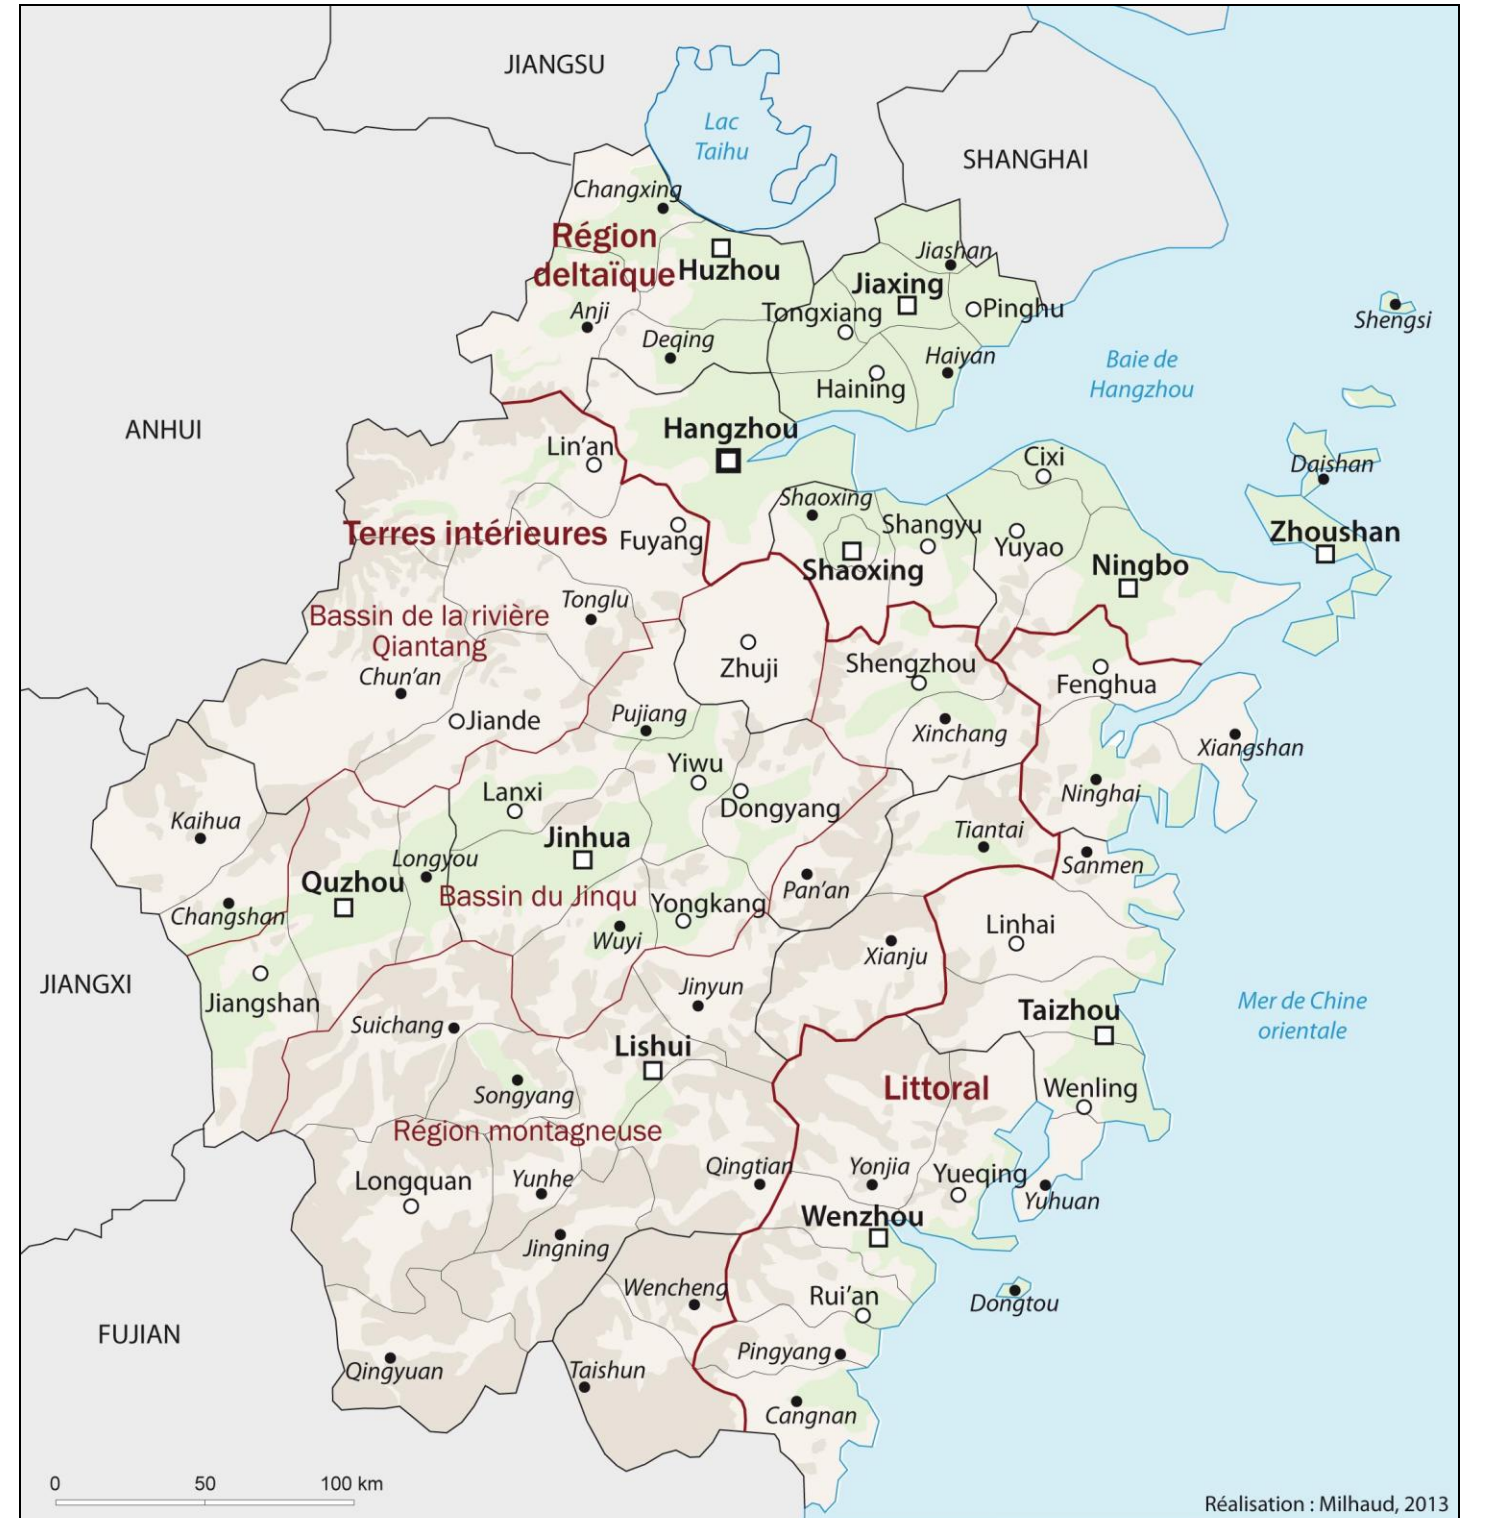 JIANGSU
Lac
Taihu
SHANGHAI
Changxing
Région
deltaïque
Huzhou
Jiashan
Jiaxing
Tongxiang
Pinghu
Anji
Deqing
Haiyan
Haining
Shengsi
Baie de
Hangzhou
ANHUI
Hangzhou
Lin'an
Cixi
Daishan
Shaoxing
Shangyu
Terres intérieures
Fuyang
Yuyao
Zhoushan
Shaoxing
Ningbo
Tonglu
Bassin de la rivière
Qiantang
Chun'an
Zhuji
Shengzhou
Fenghua
Jiande
Pujiang
Xinchang
Xiangshan
Yiwu
Lanxi
Dongyang
Ninghai
Kaihua
Jinhua
Tiantai
Longyou
Sanmen
Quzhou
Bassin du Jinqu
Pan'an
Yongkang
Changshan
Wuyi
Linhai
Xianju
JIANGXI
Jiangshan
Jinyun
Mer de Chine
orientale
Suichang
Taizhou
Lishui
Songyang
Littoral
Wenling
Région montagneuse
Qingtian
Yonjia
Yueqing
Longquan
Yunhe
Yuhuan
Wenzhou
Jingning
Wencheng
Rui'an
Dongtou
FUJIAN
Pingyang
Qingyuan
Taishun
Cangnan
0 50 100 km
Réalisation : Milhaud, 2013